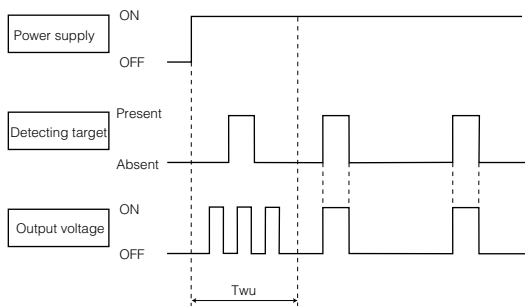 ON
Power supply
OFF
Present
Detecting target
Absent
ON
Output voltage
OFF
Twu